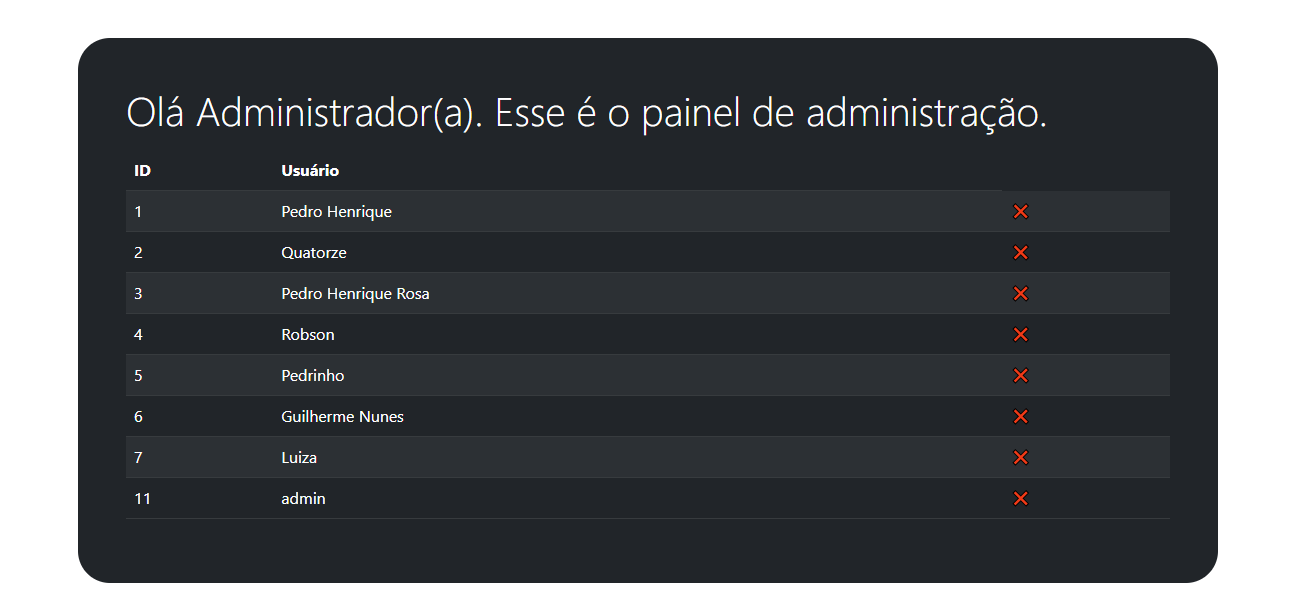 Olá Administrador(a). Esse é o painel de administração.
ID Usuário
1 Pedro Henrique
2 Quatorze
3 Pedro Henrique Rosa
4 Robson
5 Pedrinho
6 Guilherme Nunes
7 Luiza
11 admin